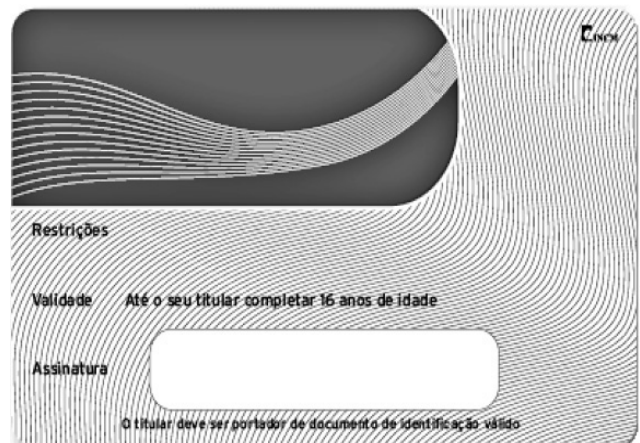 INCM
Restrições
Validade Até o seu titular completar 16 anos de idade
Assinatura
O titular deve ser portador de documento de identificação válido